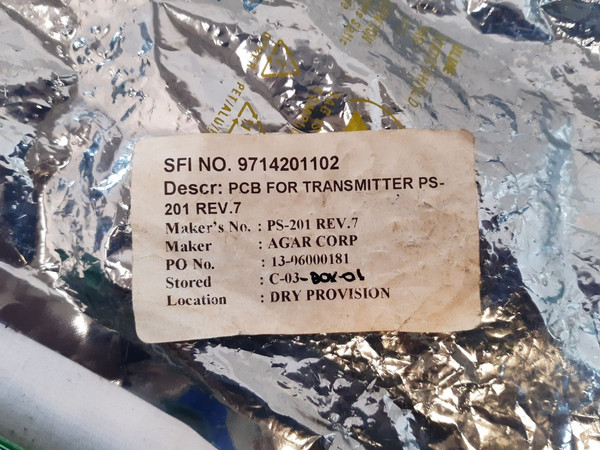 SFI NO. 9714201102
Descr: PCB FOR TRANSMITTER PS-
201 REV.7
Maker's No. : PS-201 REV.7
Maker : AGAR CORP
PO No. : 13-96000181
Stored : C-03-BOX-01
Location : DRY PROVISION